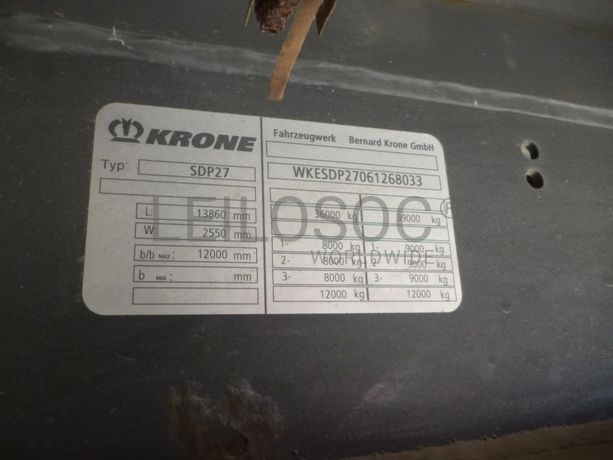 KRONE
Fahrzeugwerk Bernard Krone GmbH
Typ SDP27
WKESDP27061268033
L: 13860 mm
36000 kg 39000 kg
W: 2550 mm
1- 8000 kg 1- 9000 kg
b/b MAX: 12000 mm
2- 8000 kg 2- 9000 kg
b MIN: mm
3- 8000 kg 3- 9000 kg
12000 kg 12000 kg
LEILOSOC
WORLDWIDE